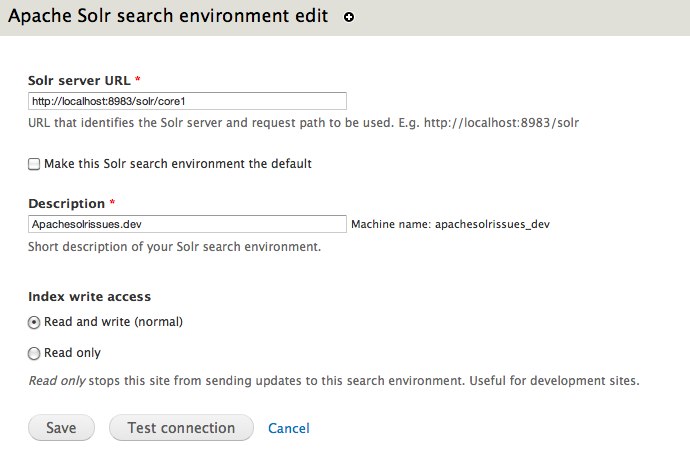 Apache Solr search environment edit
Solr server URL *
http://localhost:8983/solr/core1
URL that identifies the Solr server and request path to be used. E.g. http://localhost:8983/solr
Make this Solr search environment the default
Description *
Apachesolrissues.dev Machine name: apachesolrissues_dev
Short description of your Solr search environment.
Index write access
Read and write (normal)
Read only
Read only stops this site from sending updates to this search environment. Useful for development sites.
Save Test connection Cancel